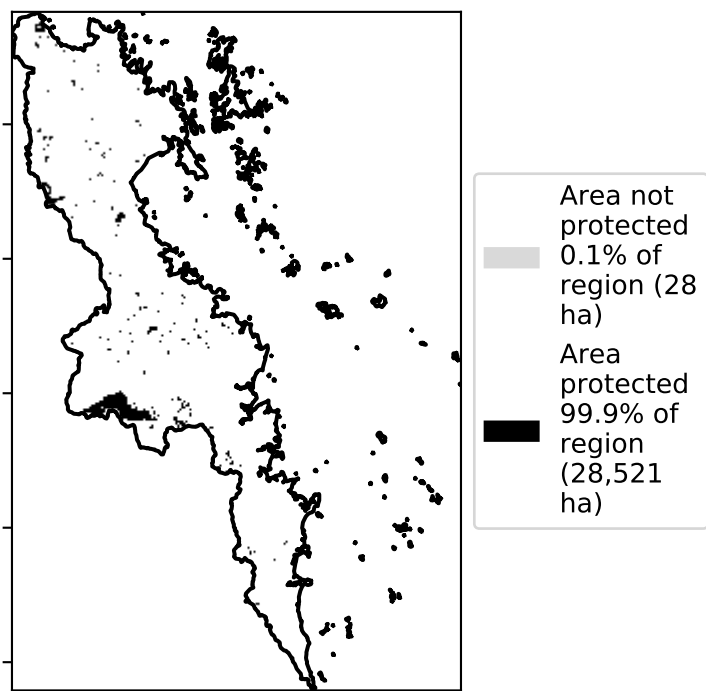 Area not
protected
0.1% of
region (28
ha)
Area
protected
99.9% of
region
(28,521
ha)